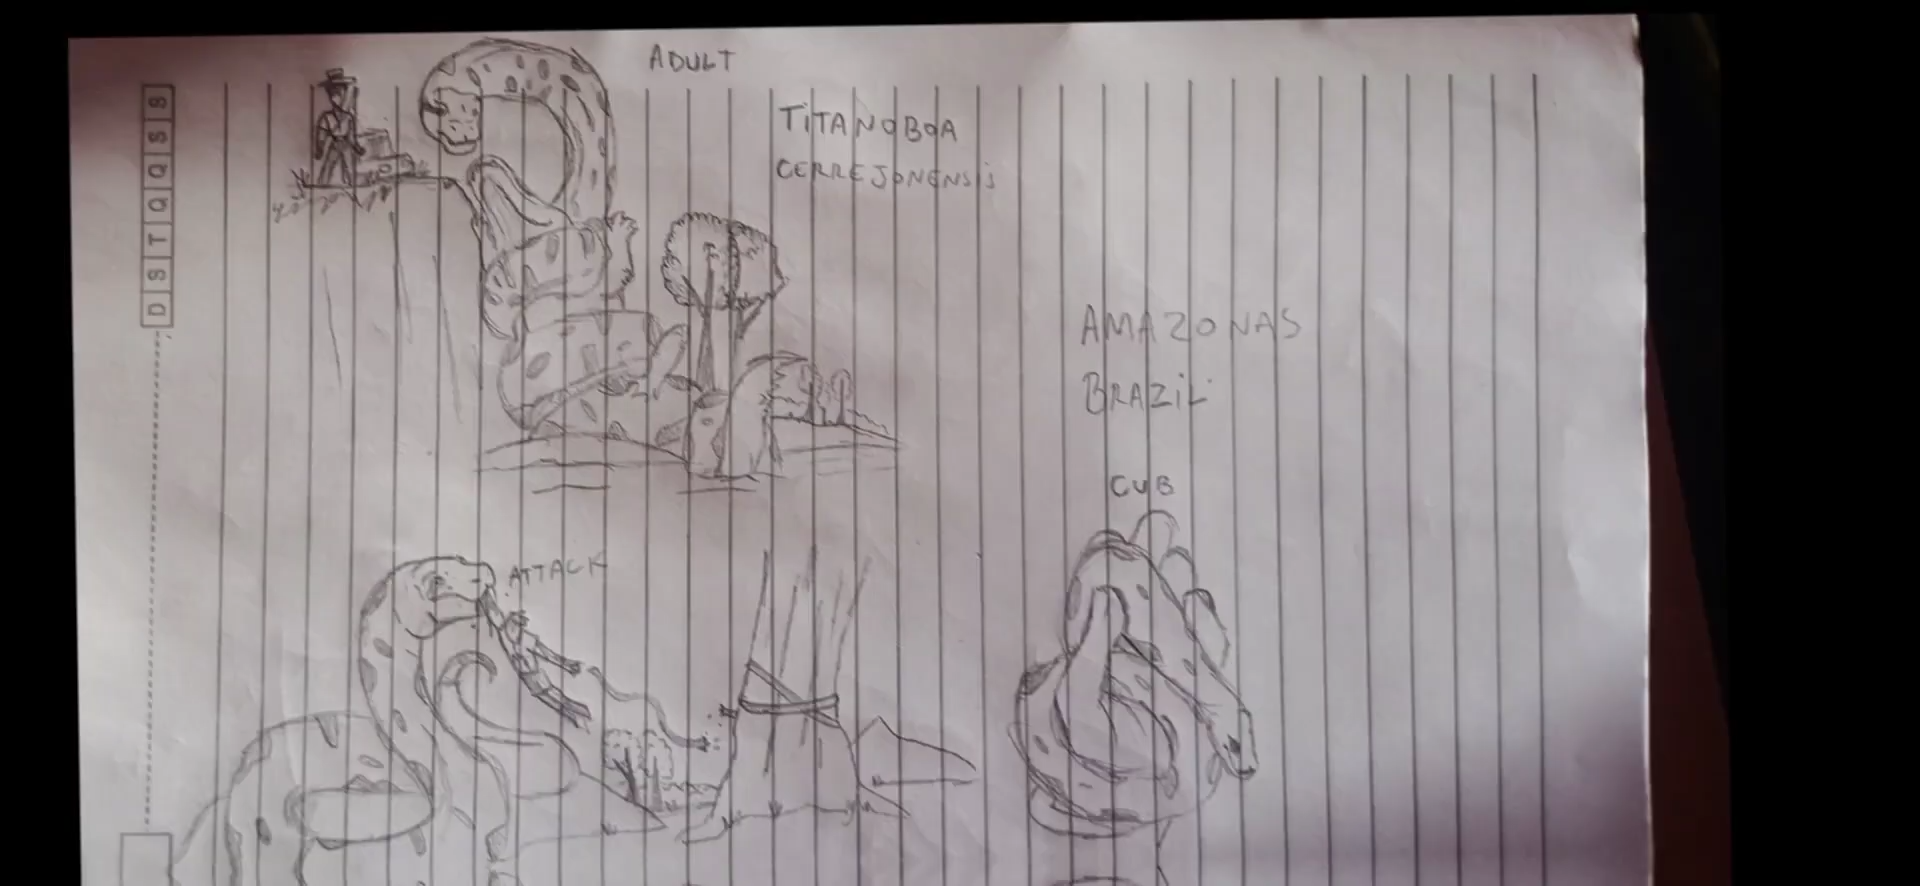 ADULT
TITANOBOA
CERREJONENSIS
AMAZONAS
BRAZIL
CUB
ATTACK
D S T Q Q S S